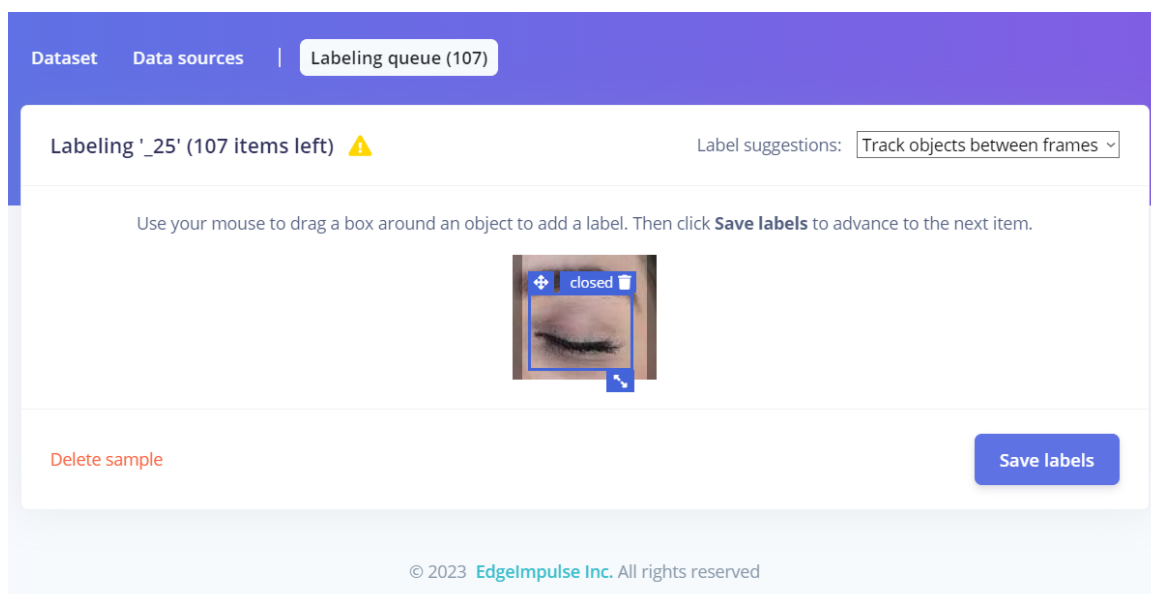 Dataset Data sources | Labeling queue (107)
Labeling '_25' (107 items left) Label suggestions: Track objects between frames
Use your mouse to drag a box around an object to add a label. Then click Save labels to advance to the next item.
closed
Delete sample Save labels
© 2023 EdgeImpulse Inc. All rights reserved